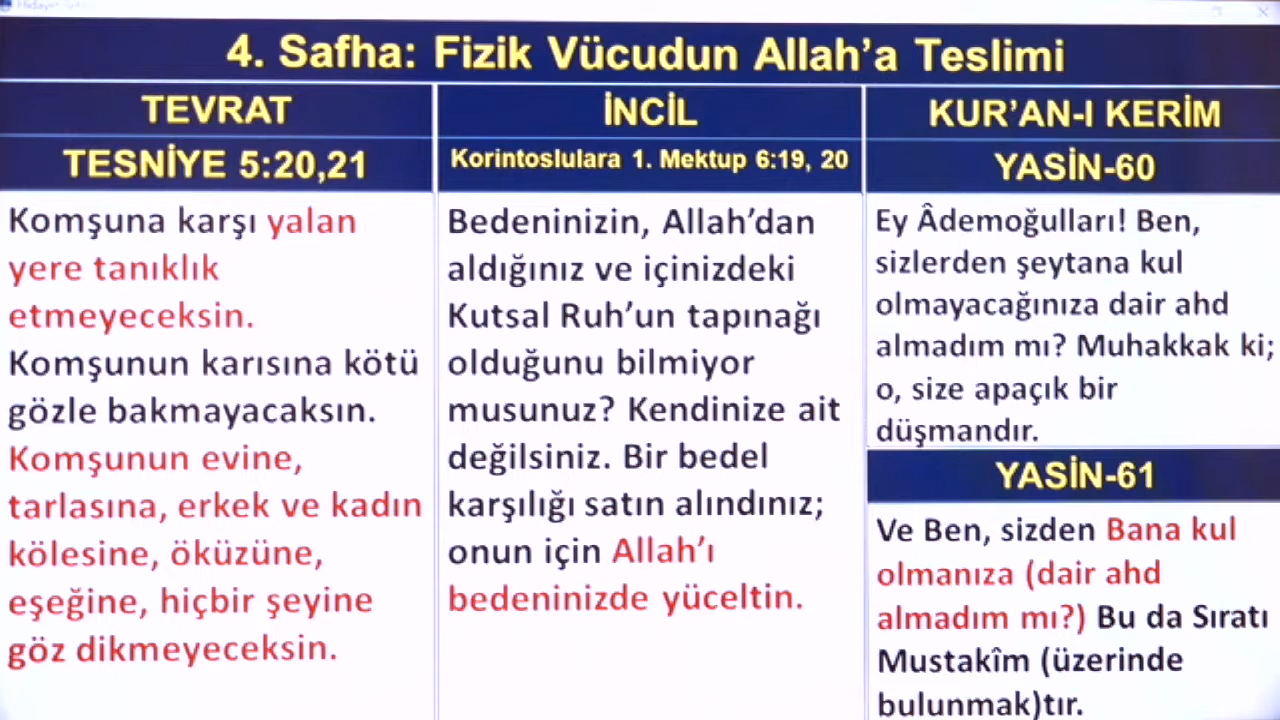 4. Safha: Fizik Vücudun Allah’a Teslimi
TEVRAT
TESNİYE 5:20,21
Komşuna karşı yalan
yere tanıklık
etmeyeceksin.
Komşunun karısına kötü
gözle bakmayacaksın.
Komşunun evine,
tarlasına, erkek ve kadın
kölesine, öküzüne,
eşeğine, hiçbir şeyine
göz dikmeyeceksin.
İNCİL
Korintoslulara 1. Mektup 6:19, 20
Bedeninizin, Allah’dan
aldığınız ve içinizdeki
Kutsal Ruh’un tapınağı
olduğunu bilmiyor
musunuz? Kendinize ait
değilsiniz. Bir bedel
karşılığı satın alındınız;
onun için Allah’ı
bedeninizde yüceltin.
KUR’AN-I KERİM
YASİN-60
Ey Âdemoğulları! Ben,
sizlerden şeytana kul
olmayacağınıza dair ahd
almadım mı? Muhakkak ki;
o, size apaçık bir
düşmandır.
YASİN-61
Ve Ben, sizden Bana kul
olmanıza (dair ahd
almadım mı?) Bu da Sıratı
Mustakîm (üzerinde
bulunmak)tır.